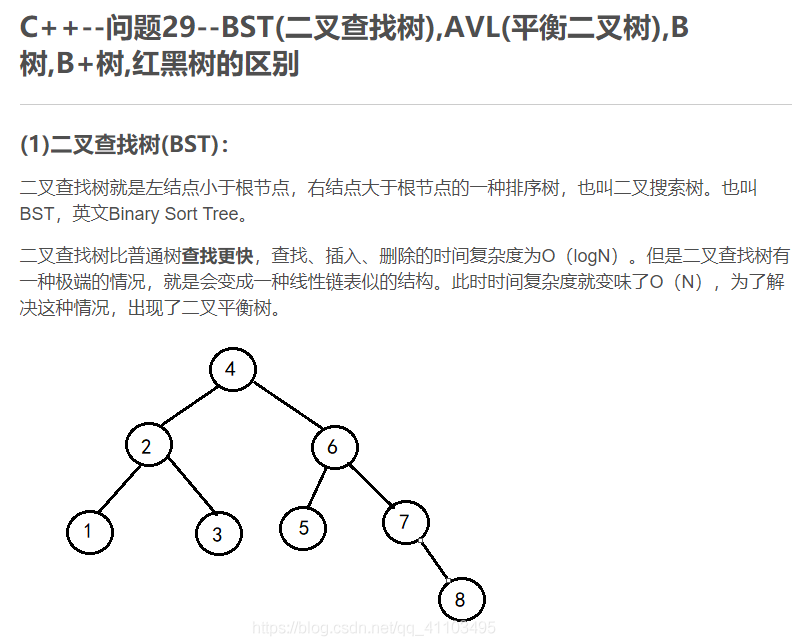 C++--问题29--BST(二叉查找树),AVL(平衡二叉树),B
树,B+树,红黑树的区别
(1)二叉查找树(BST)：
二叉查找树就是左结点小于根节点，右结点大于根节点的一种排序树，也叫二叉搜索树。也叫
BST，英文Binary Sort Tree。
二叉查找树比普通树查找更快，查找、插入、删除的时间复杂度为O（logN）。但是二叉查找树有
一种极端的情况，就是会变成一种线性链表似的结构。此时时间复杂度就变味了O（N），为了解
决这种情况，出现了二叉平衡树。
4
2
6
1
3
5
7
8
https://blog.csdn.net/qq_41103495